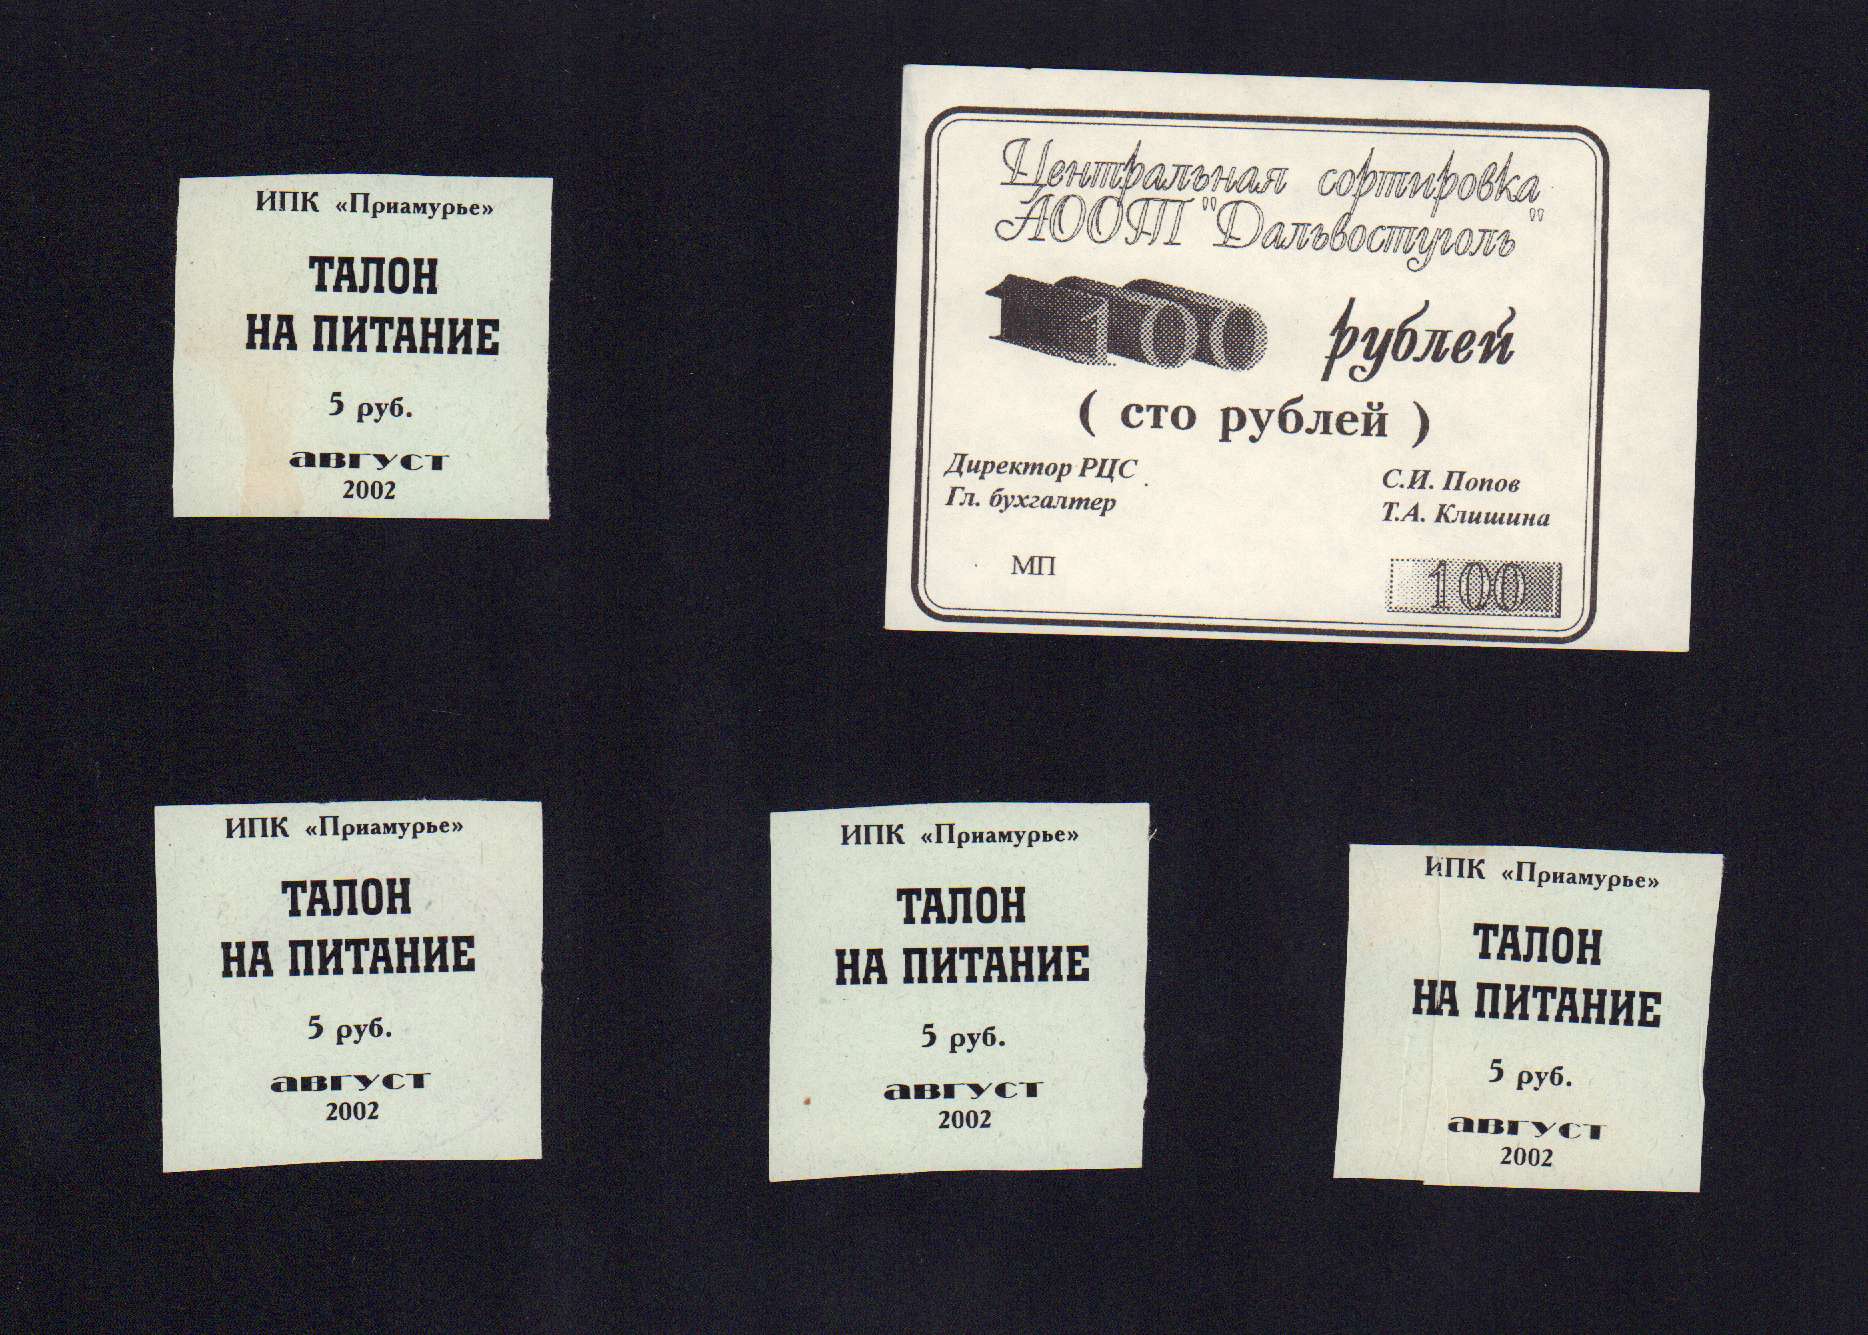 ИПК «Приамурье»
ТАЛОН
НА ПИТАНИЕ
5 руб.
август
2002
Центральная сортировка
АООТ "Дальвостуголь"
100 рублей
( сто рублей )
Директор РЦС С.И. Попов
Гл. бухгалтер Т.А. Клишина
МП
100
ИПК «Приамурье»
ТАЛОН
НА ПИТАНИЕ
5 руб.
август
2002
ИПК «Приамурье»
ТАЛОН
НА ПИТАНИЕ
5 руб.
август
2002
ИПК «Приамурье»
ТАЛОН
НА ПИТАНИЕ
5 руб.
август
2002